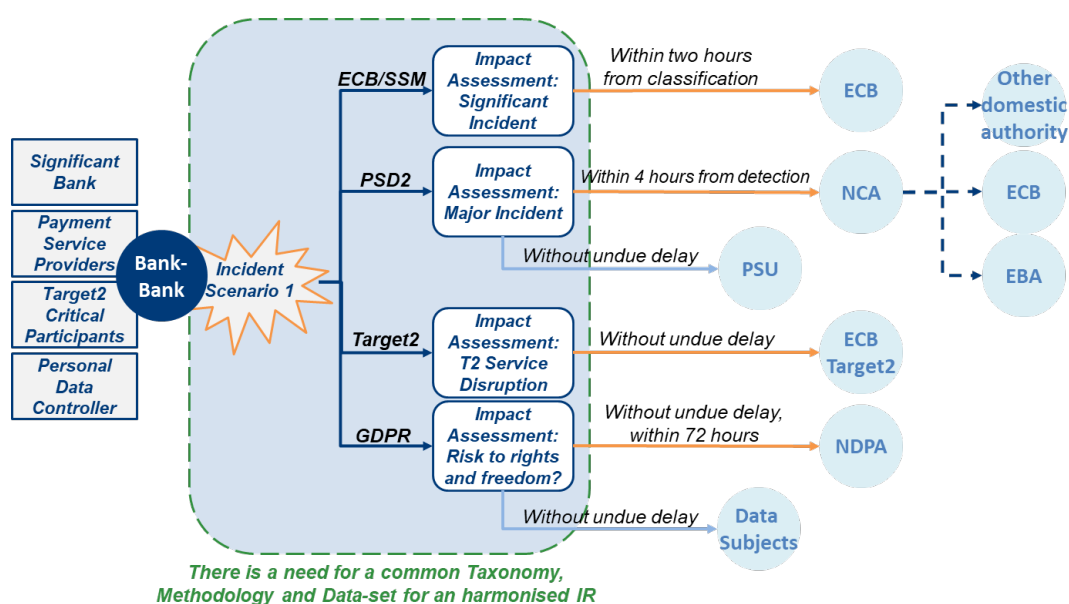 Significant
Bank
Payment
Service
Providers
Target2
Critical
Participants
Personal
Data
Controller
Bank-
Bank
Incident
Scenario 1
ECB/SSM
Impact
Assessment:
Significant
Incident
Within two hours
from classification
ECB
PSD2
Impact
Assessment:
Major Incident
Within 4 hours from detection
NCA
Other
domestic
authority
ECB
EBA
Without undue delay
PSU
Target2
Impact
Assessment:
T2 Service
Disruption
Without undue delay
ECB
Target2
GDPR
Impact
Assessment:
Risk to rights
and freedom?
Without undue delay,
within 72 hours
NDPA
Without undue delay
Data
Subjects
There is a need for a common Taxonomy,
Methodology and Data-set for an harmonised IR